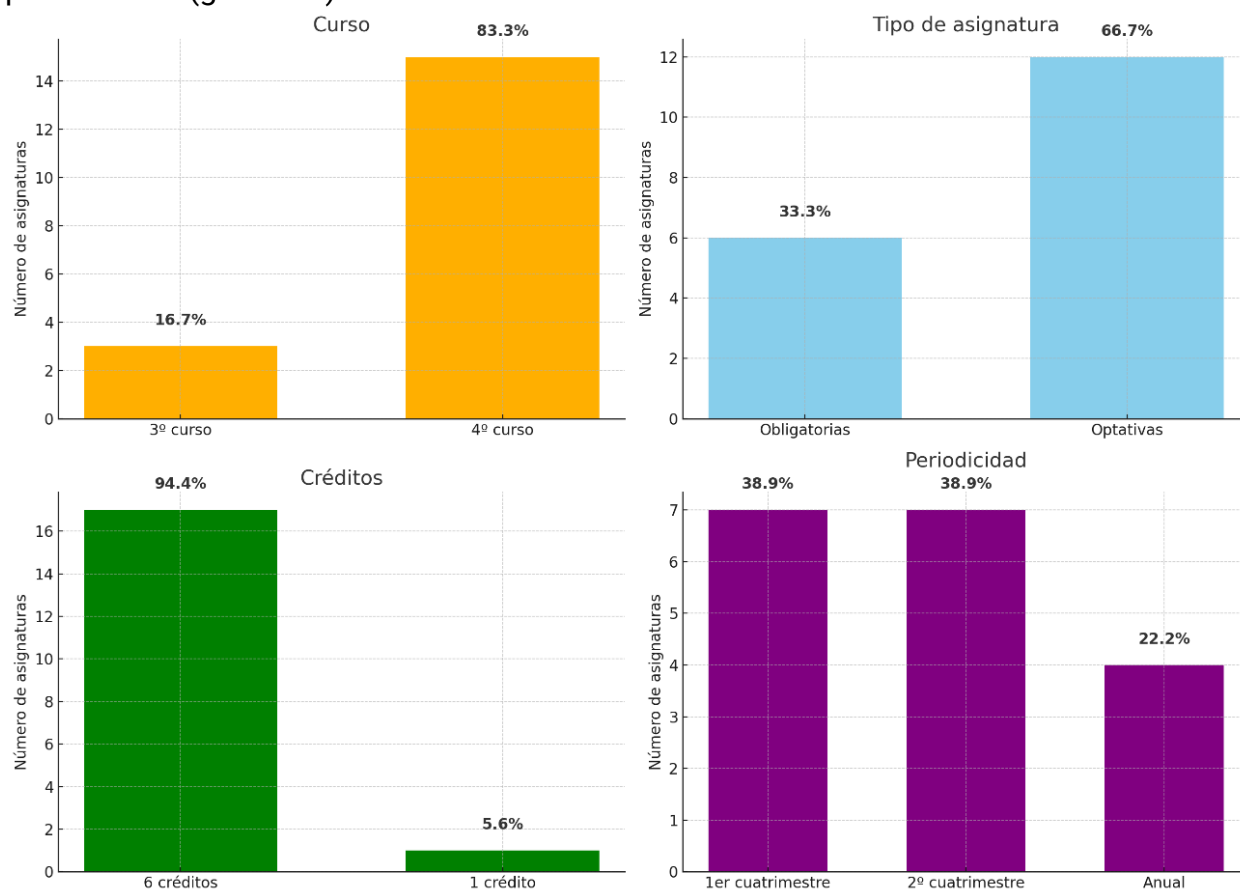 Curso
83.3%
16.7%
Número de asignaturas
14
12
10
8
6
4
2
0
3º curso
4º curso
Tipo de asignatura
66.7%
33.3%
Número de asignaturas
12
10
8
6
4
2
0
Obligatorias
Optativas
Créditos
94.4%
5.6%
Número de asignaturas
16
14
12
10
8
6
4
2
0
6 créditos
1 crédito
Periodicidad
38.9%
38.9%
22.2%
Número de asignaturas
7
6
5
4
3
2
1
0
1er cuatrimestre
2º cuatrimestre
Anual